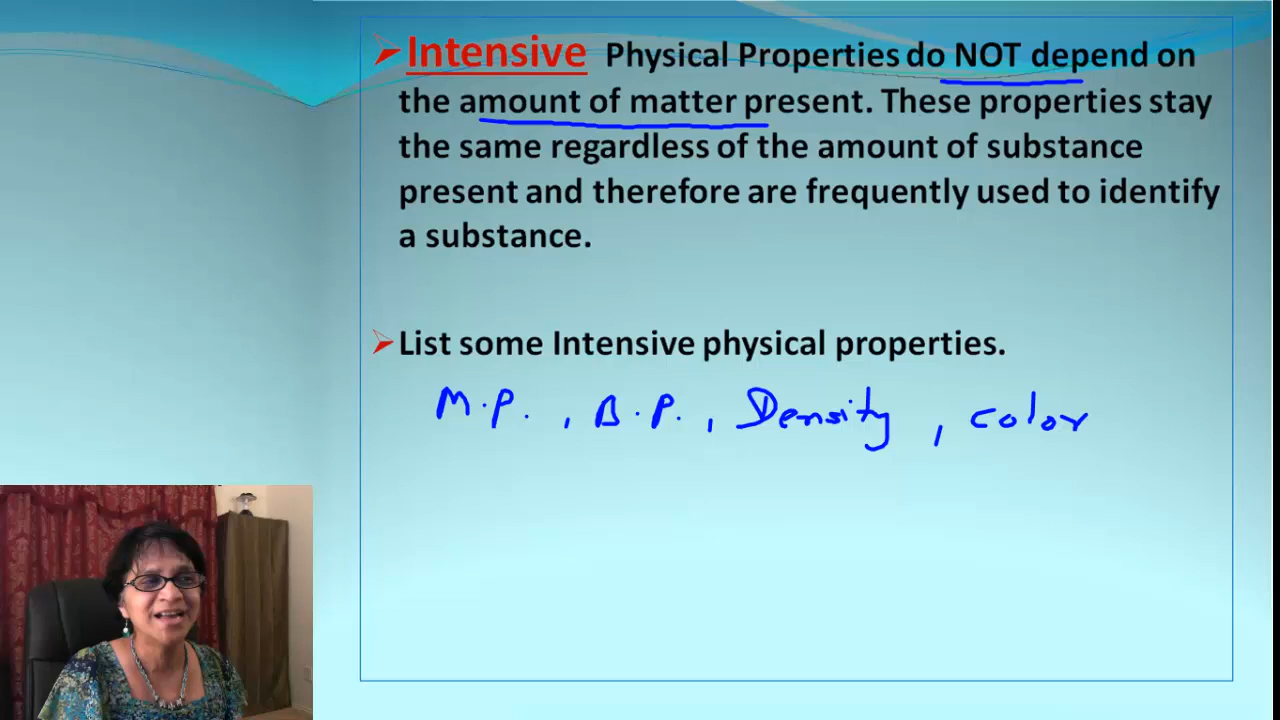 Intensive Physical Properties do NOT depend on
the amount of matter present. These properties stay
the same regardless of the amount of substance
present and therefore are frequently used to identify
a substance.
List some Intensive physical properties.
M.P., B.P., Density, color